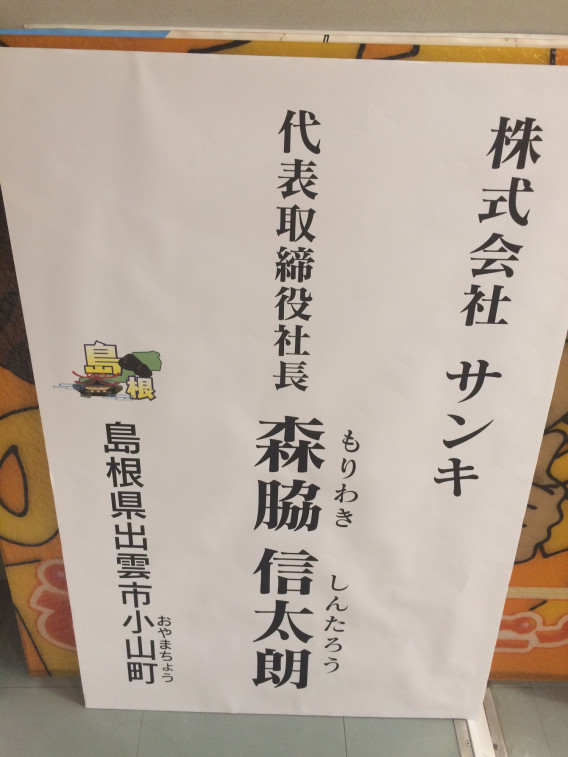 株式会社 サンキ
代表取締役社長
森脇 信太朗
もりわき しんたろう
島根
島根県出雲市小山町
おやまちょう